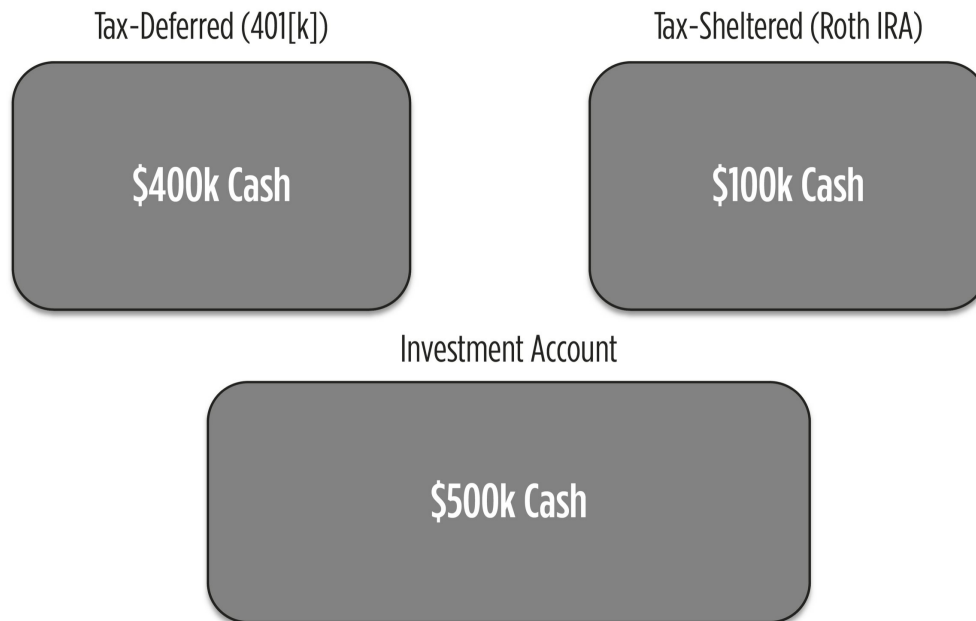 Tax-Deferred (401[k])
Tax-Sheltered (Roth IRA)
$400k Cash
$100k Cash
Investment Account
$500k Cash